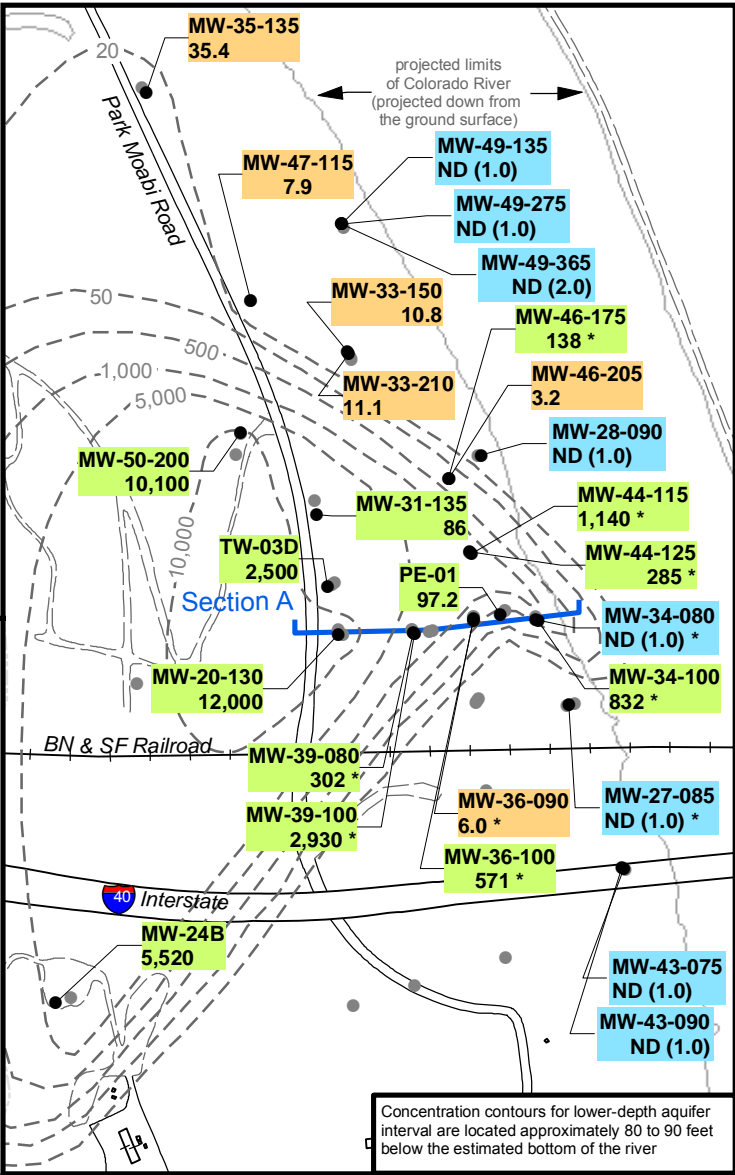 MW-35-135
35.4
20
projected limits
of Colorado River
(projected down from
the ground surface)
Park Moabi Road
MW-49-135
ND (1.0)
MW-47-115
7.9
MW-49-275
ND (1.0)
MW-49-365
ND (2.0)
MW-33-150
10.8
50
MW-46-175
138 *
500
1,000
MW-46-205
3.2
MW-33-210
11.1
5,000
MW-28-090
ND (1.0)
MW-50-200
10,100
MW-31-135
86
MW-44-115
1,140 *
10,000
TW-03D
2,500
MW-44-125
285 *
PE-01
97.2
Section A
MW-34-080
ND (1.0) *
MW-20-130
12,000
MW-34-100
832 *
BN & SF Railroad
MW-39-080
302 *
MW-36-090
6.0 *
MW-27-085
ND (1.0) *
MW-39-100
2,930 *
MW-36-100
571 *
40
Interstate
MW-24B
5,520
MW-43-075
ND (1.0)
MW-43-090
ND (1.0)
Concentration contours for lower-depth aquifer
interval are located approximately 80 to 90 feet
below the estimated bottom of the river